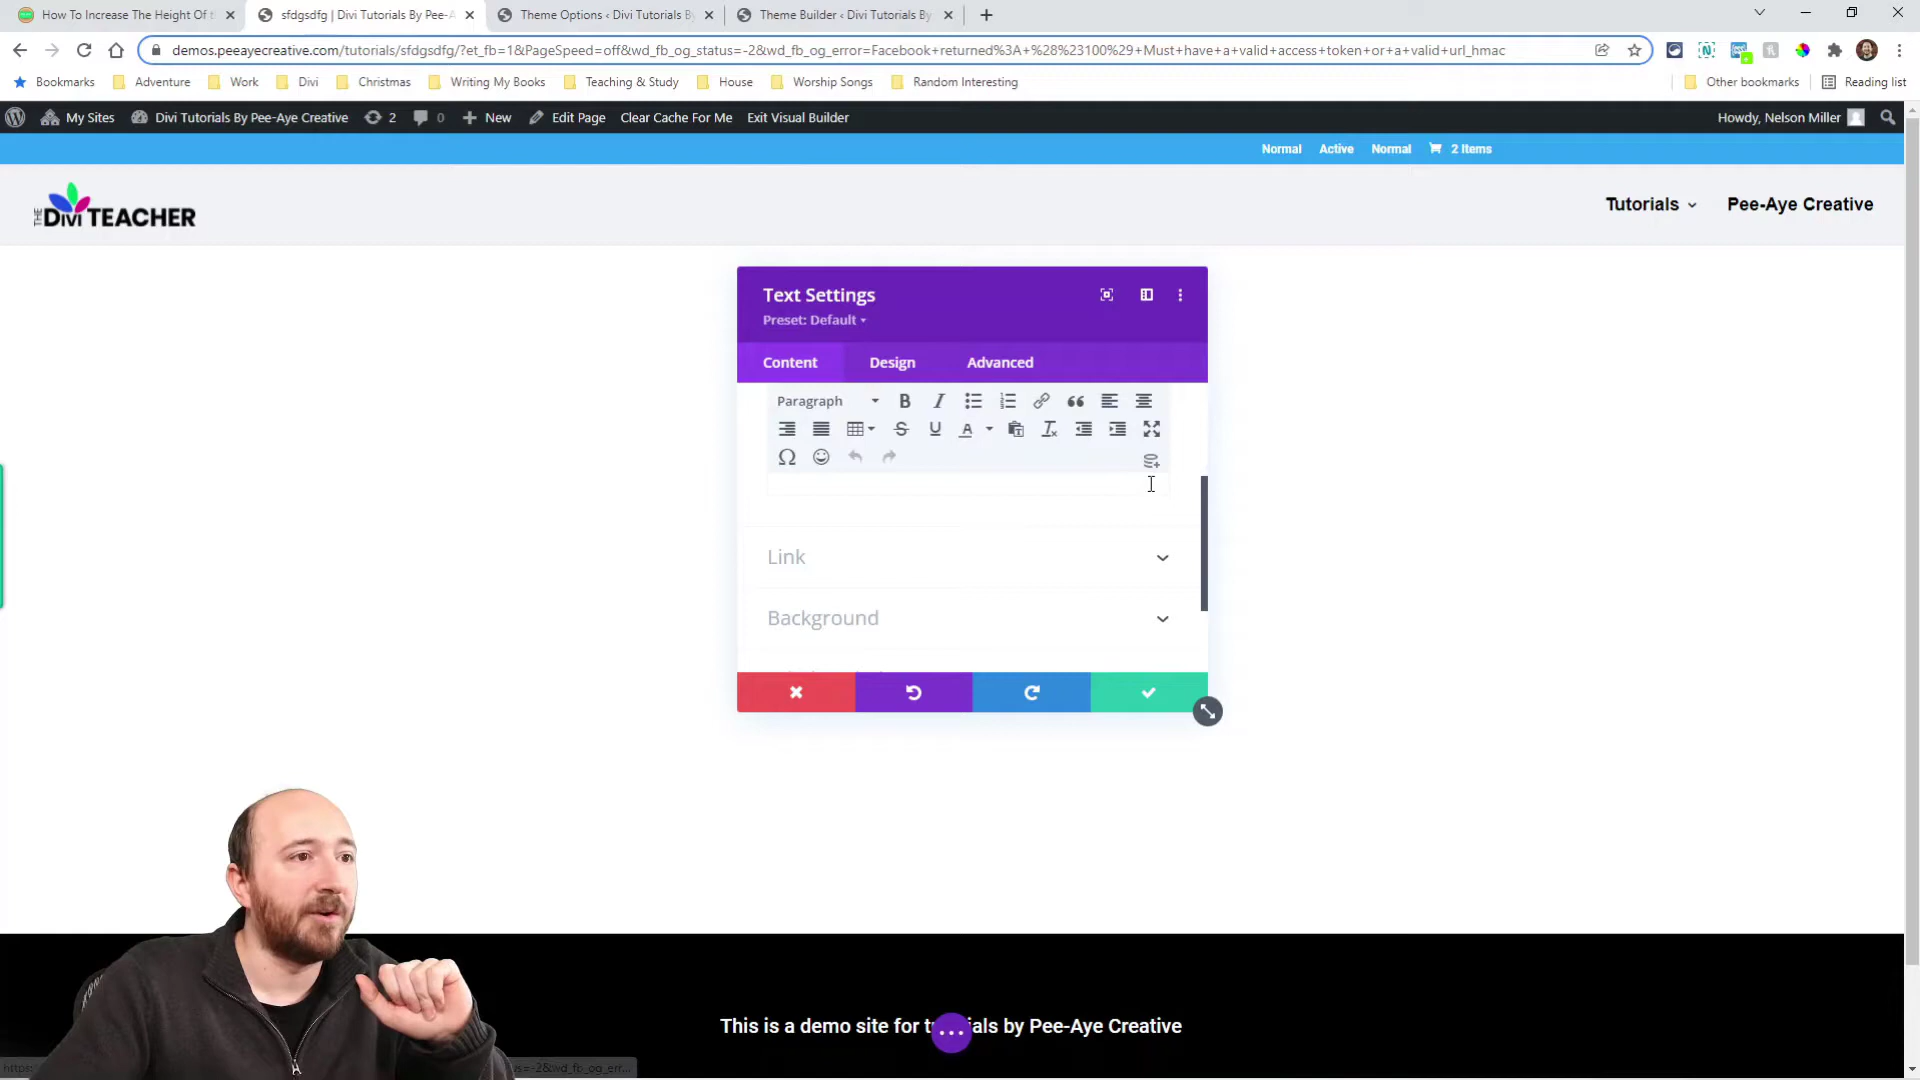 How To Increase The Height Of t
sfdgsdfg | Divi Tutorials By Pee-A
Theme Options ‹ Divi Tutorials By
Theme Builder ‹ Divi Tutorials By
demos.peeayecreative.com/tutorials/sfdgsdfg/?et_fb=1&PageSpeed=off&wd_fb_og_status=-2&wd_fb_og_error=Facebook+returned%3A+%28%23100%29+Must+have+a+valid+access+token+or+a+valid+url_hmac
Bookmarks Adventure Work Divi Christmas Writing My Books Teaching & Study House Worship Songs Random Interesting Other bookmarks Reading list
My Sites Divi Tutorials By Pee-Aye Creative 2 0 New Edit Page Clear Cache For Me Exit Visual Builder Howdy, Nelson Miller
Normal Active Normal 2 Items
THE DIVI TEACHER
Tutorials Pee-Aye Creative
Text Settings
Preset: Default
Content Design Advanced
Paragraph
Link
Background
This is a demo site for t ials by Pee-Aye Creative
https: tus=-2&wd_fb_og_err...